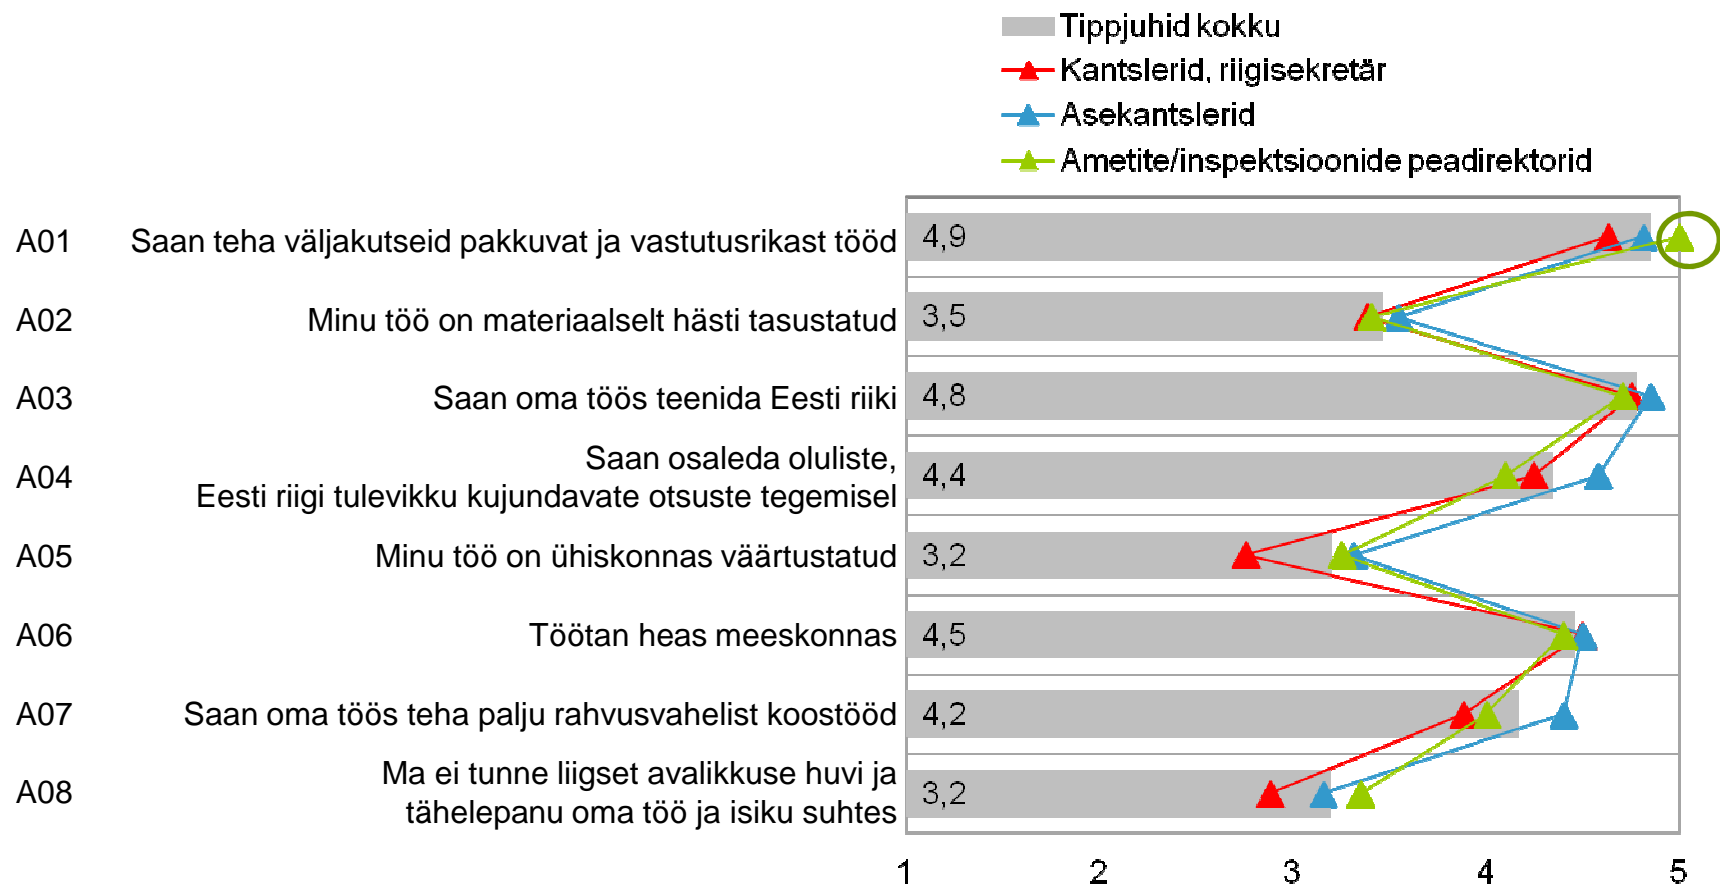 Tippjuhid kokku
Kantslerid, riigisekretär
Asekantslerid
Ametite/inspektsioonide peadirektorid
A01 Saan teha väljakutseid pakkuvat ja vastutusrikast tööd 4,9
A02 Minu töö on materiaalselt hästi tasustatud 3,5
A03 Saan oma töös teenida Eesti riiki 4,8
Saan osaleda oluliste,
A04 Eesti riigi tulevikku kujundavate otsuste tegemisel 4,4
A05 Minu töö on ühiskonnas väärtustatud 3,2
A06 Töötan heas meeskonnas 4,5
A07 Saan oma töös teha palju rahvusvahelist koostööd 4,2
Ma ei tunne liigset avalikkuse huvi ja
A08 tähelepanu oma töö ja isiku suhtes 3,2
1 2 3 4 5